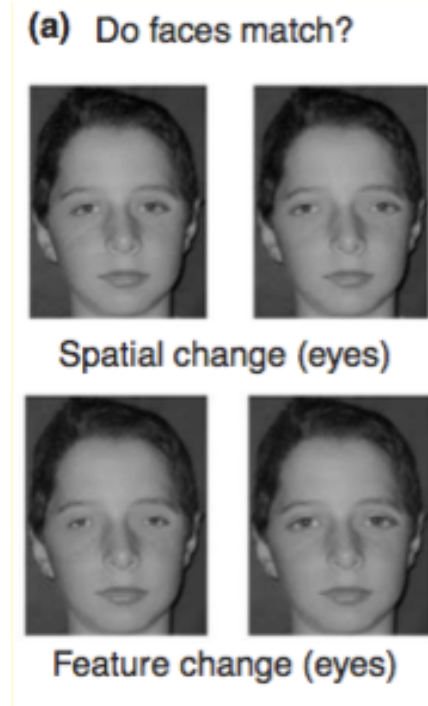 (a) Do faces match?
Spatial change (eyes)
Feature change (eyes)